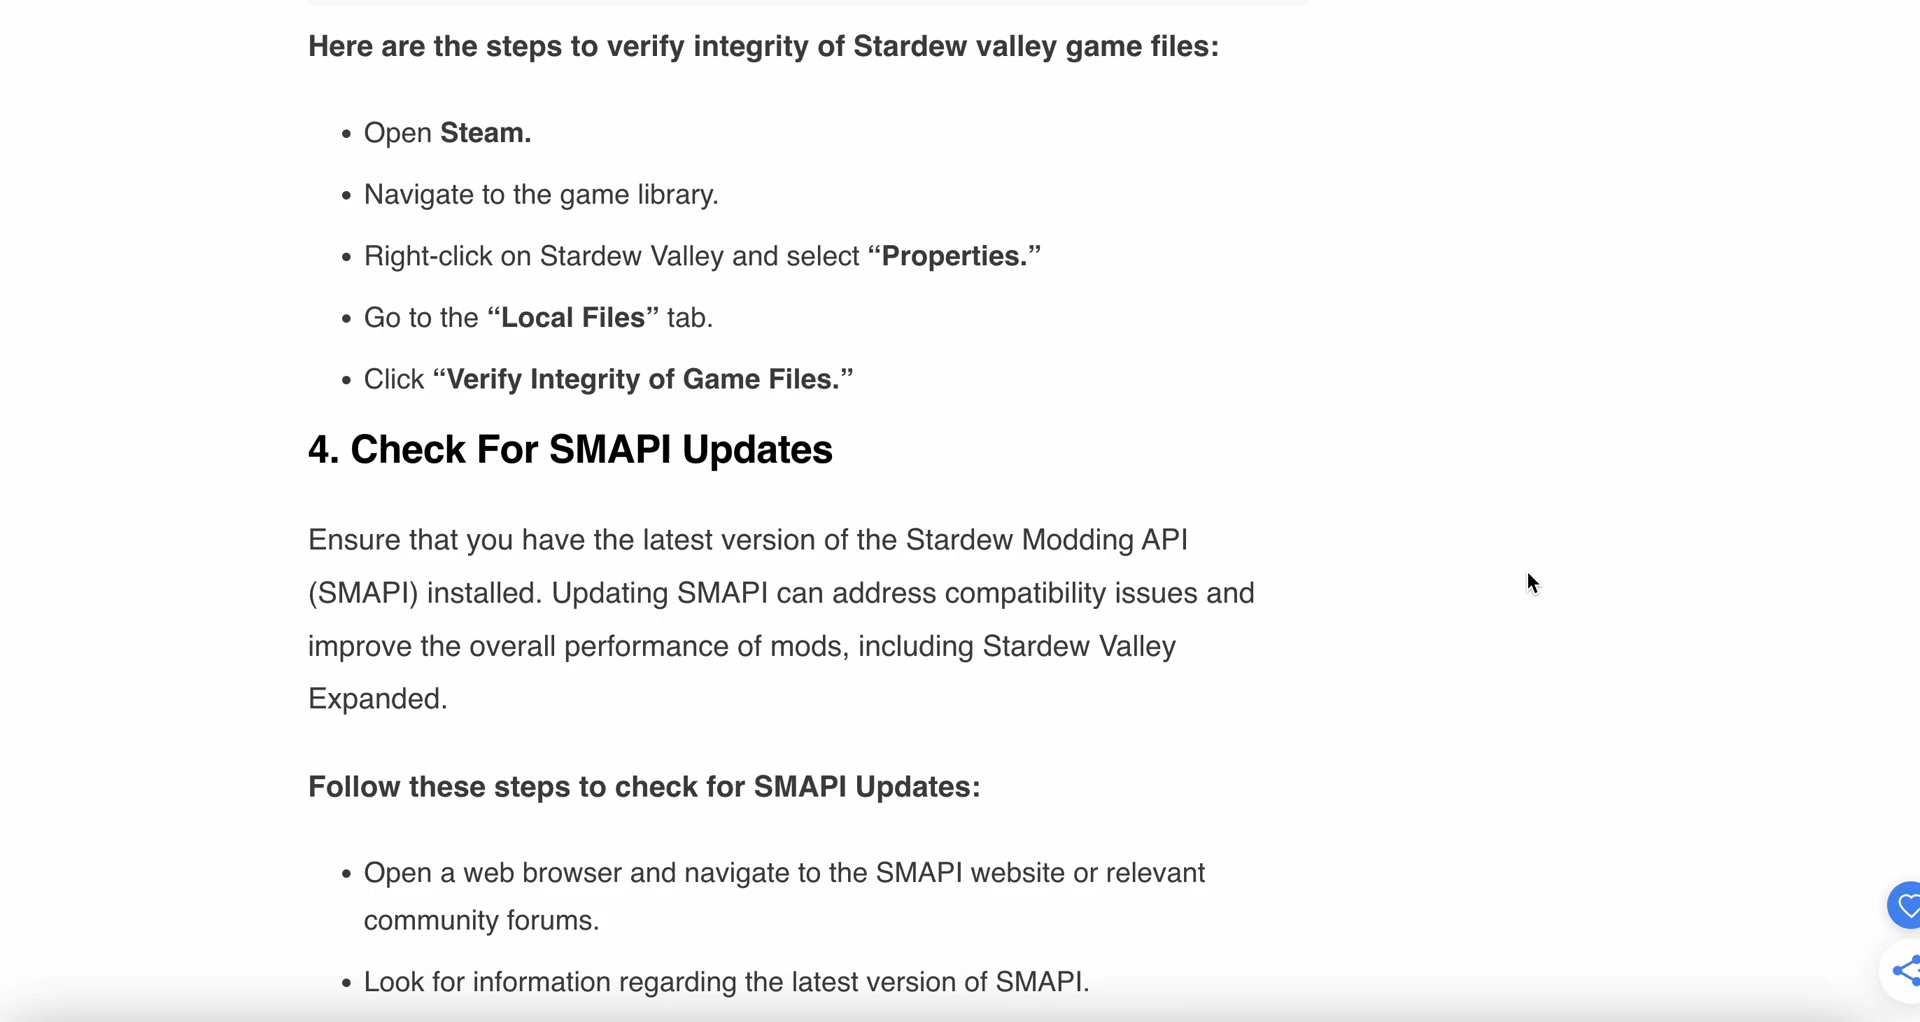 Here are the steps to verify integrity of Stardew valley game files:
• Open Steam.
• Navigate to the game library.
• Right-click on Stardew Valley and select “Properties.”
• Go to the “Local Files” tab.
• Click “Verify Integrity of Game Files.”
4. Check For SMAPI Updates
Ensure that you have the latest version of the Stardew Modding API
(SMAPI) installed. Updating SMAPI can address compatibility issues and
improve the overall performance of mods, including Stardew Valley
Expanded.
Follow these steps to check for SMAPI Updates:
• Open a web browser and navigate to the SMAPI website or relevant
community forums.
• Look for information regarding the latest version of SMAPI.